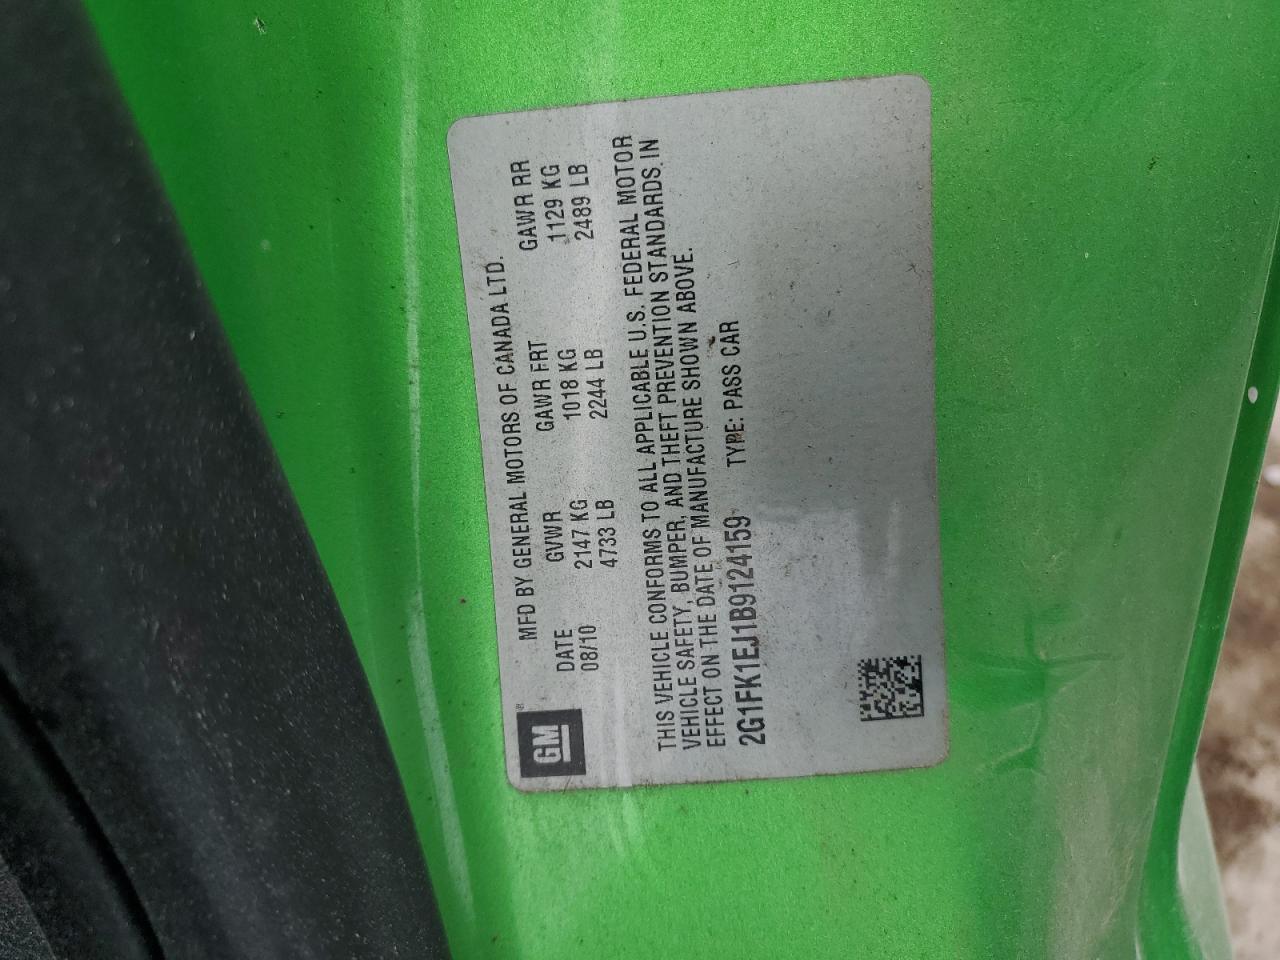 GM
MFD BY GENERAL MOTORS OF CANADA LTD.
DATE GVWR GAWR FRT GAWR RR
08/10 2147 KG 1018 KG 1129 KG
4733 LB 2244 LB 2489 LB
THIS VEHICLE CONFORMS TO ALL APPLICABLE U.S. FEDERAL MOTOR
VEHICLE SAFETY, BUMPER, AND THEFT PREVENTION STANDARDS IN
EFFECT ON THE DATE OF MANUFACTURE SHOWN ABOVE.
2G1FK1EJ1B9124159 TYPE: PASS CAR